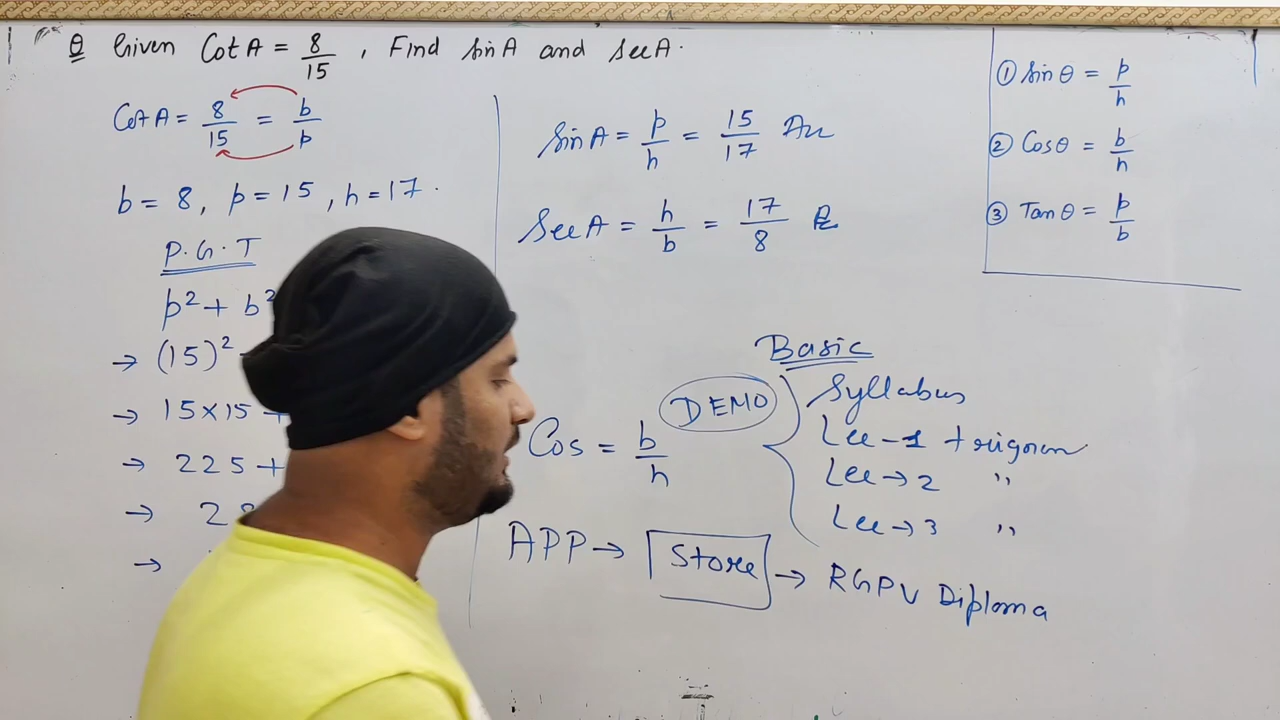 Q Given Cot A = 8/15 , Find Sin A and Sec A.
Cot A = 8/15 = b/p
b = 8, p = 15, h = 17.
P.G.T
p² + b²
→ (15)²
→ 15×15 +
→ 225 +
→ 28
→
Sin A = p/h = 15/17
Sec A = h/b = 17/8
① Sin θ = p/h
② Cos θ = b/h
③ Tan θ = p/b
Cos = b/h
DEMO
Basic
Syllabus
Lec-1 trigonom
Lec→2 ,,
Lec→3 ,,
APP → Store → RGPV Diploma